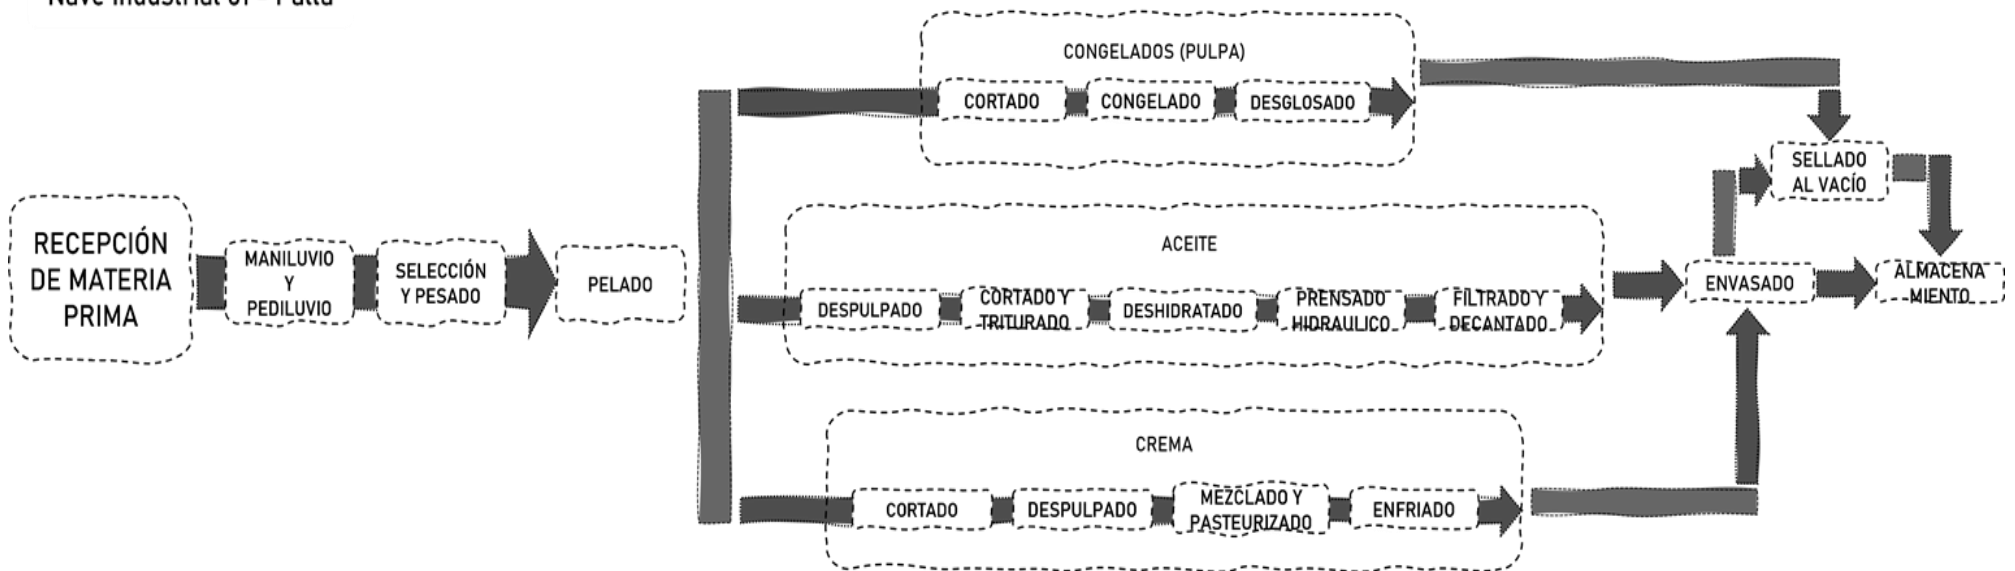 Nave Industrial 01 - Palta
RECEPCIÓN
DE MATERIA
PRIMA
MANILUVIO
Y
PEDILUVIO
SELECCIÓN
Y PESADO
PELADO
CONGELADOS (PULPA)
CORTADO
CONGELADO
DESGLOSADO
ACEITE
DESPULPADO
CORTADO Y
TRITURADO
DESHIDRATADO
PRENSADO
HIDRAULICO
FILTRADO Y
DECANTADO
CREMA
CORTADO
DESPULPADO
MEZCLADO Y
PASTEURIZADO
ENFRIADO
SELLADO
AL VACÍO
ENVASADO
ALMACENA
MIENTO